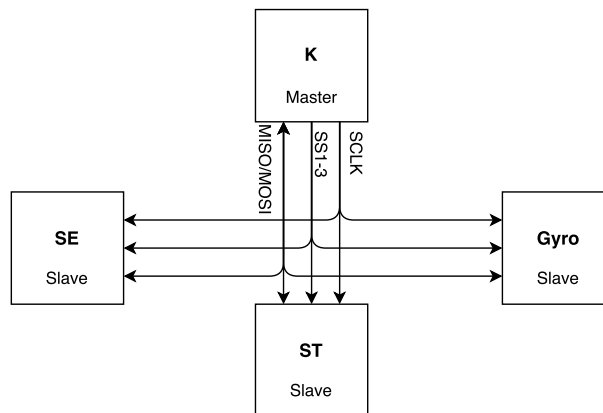 K
Master
MISO/MOSI
SS1-3
SCLK
SE
Slave
Gyro
Slave
ST
Slave